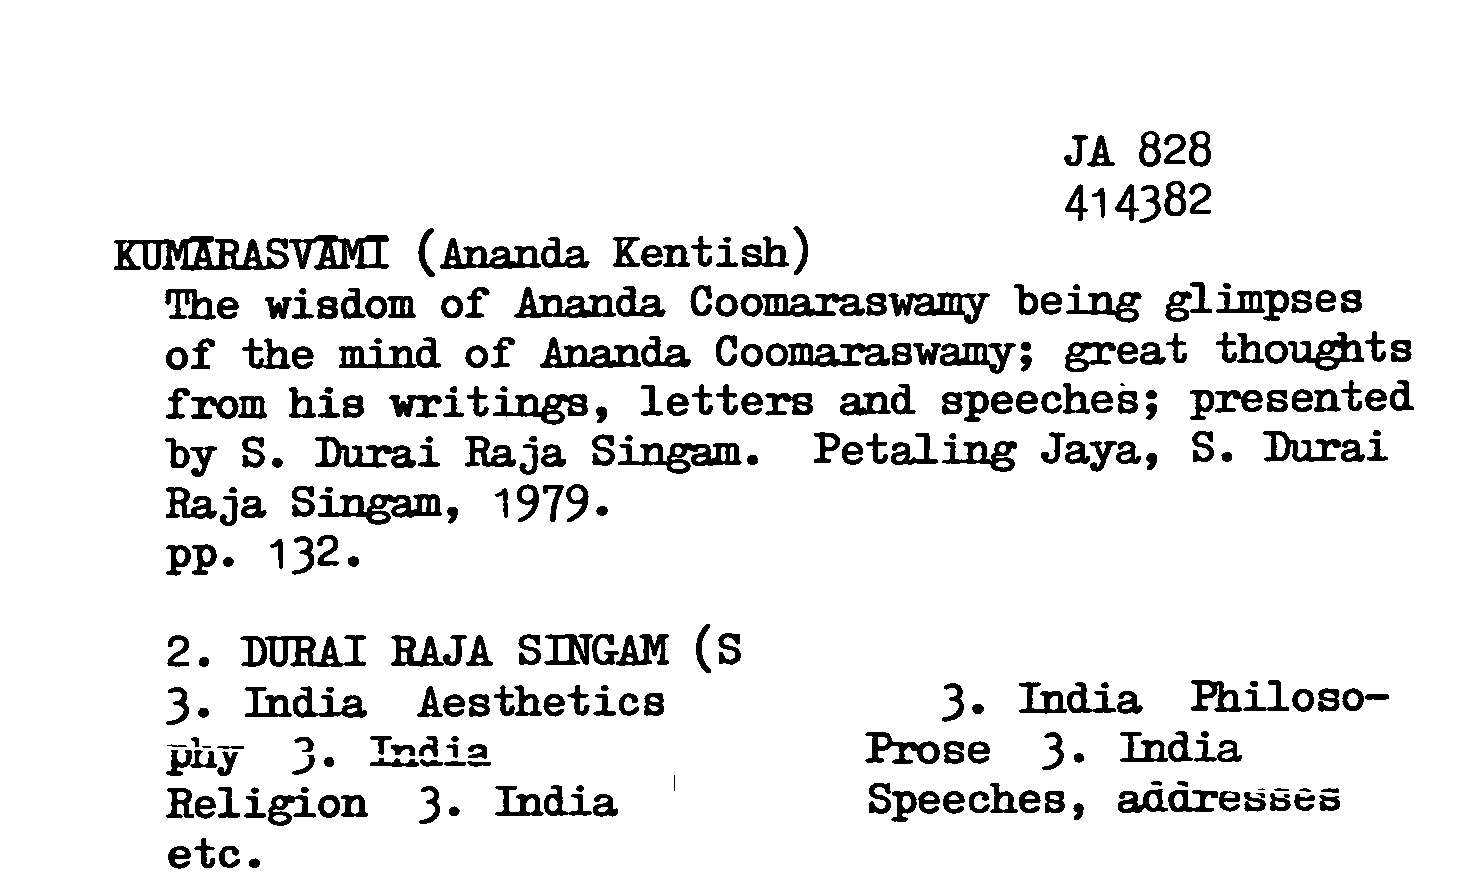 JA 828
414382
KUMĀRASVĀMĪ (Ananda Kentish)
The wisdom of Ananda Coomaraswamy being glimpses
of the mind of Ananda Coomaraswamy; great thoughts
from his writings, letters and speeches; presented
by S. Durai Raja Singam. Petaling Jaya, S. Durai
Raja Singam, 1979.
pp. 132.
2. DURAI RAJA SINGAM (S
3. India Aesthetics 3. India Philoso-
phy 3. India Prose 3. India
Religion 3. India Speeches, addresses
etc.